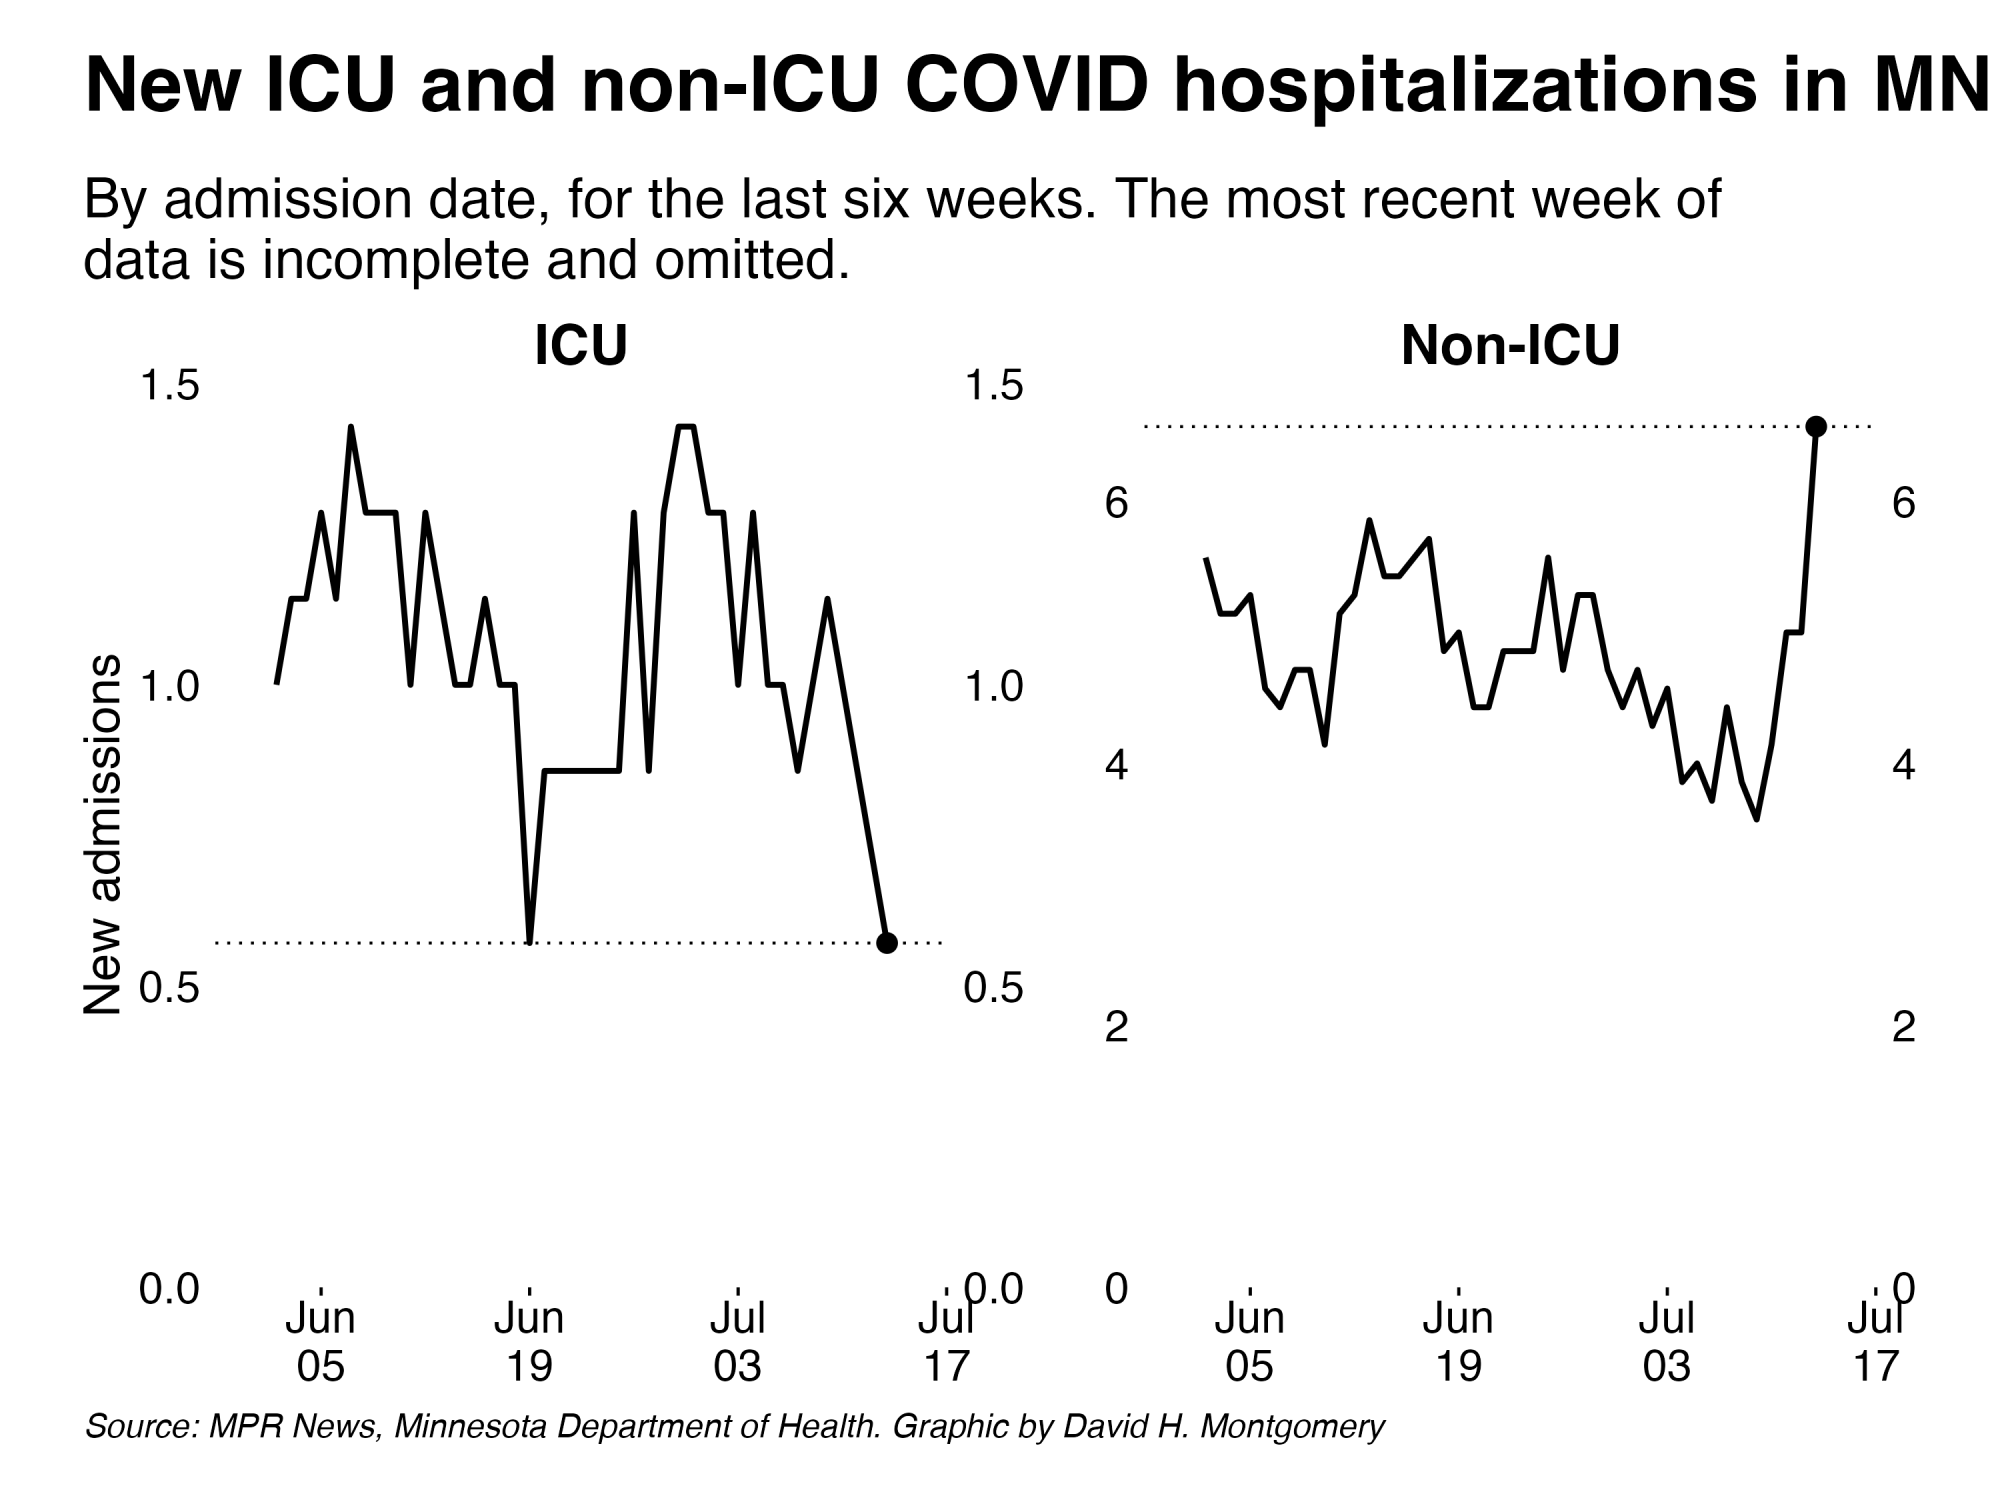 New ICU and non-ICU COVID hospitalizations in MN
By admission date, for the last six weeks. The most recent week of
data is incomplete and omitted.
ICU
Non-ICU
New admissions
1.5
1.0
0.5
0.0
1.5
1.0
0.5
0.0
6
4
2
0
6
4
2
0
Jun
05
Jun
19
Jul
03
Jul
17
Jun
05
Jun
19
Jul
03
Jul
17
Source: MPR News, Minnesota Department of Health. Graphic by David H. Montgomery